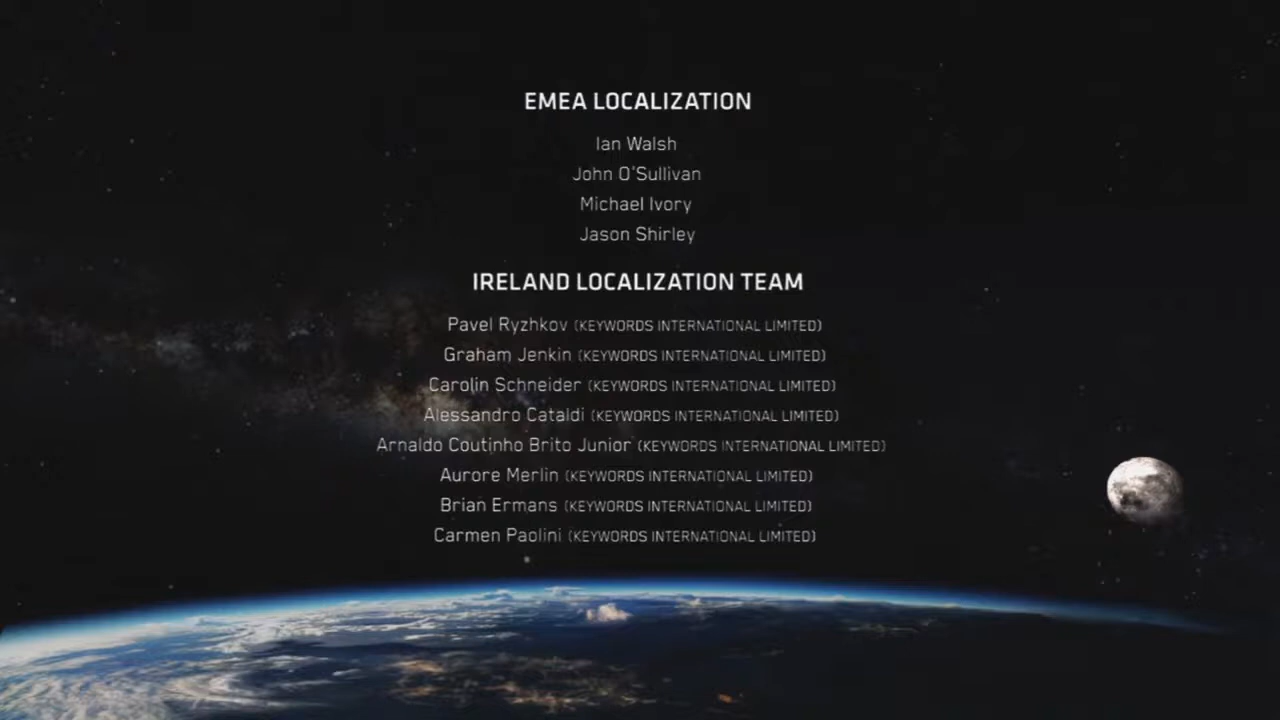 EMEA LOCALIZATION
Ian Walsh
John O'Sullivan
Michael Ivory
Jason Shirley
IRELAND LOCALIZATION TEAM
Pavel Ryzhkov (KEYWORDS INTERNATIONAL LIMITED)
Graham Jenkin (KEYWORDS INTERNATIONAL LIMITED)
Carolin Schneider (KEYWORDS INTERNATIONAL LIMITED)
Alessandro Cataldi (KEYWORDS INTERNATIONAL LIMITED)
Arnaldo Coutinho Brito Junior (KEYWORDS INTERNATIONAL LIMITED)
Aurore Merlin (KEYWORDS INTERNATIONAL LIMITED)
Brian Ermans (KEYWORDS INTERNATIONAL LIMITED)
Carmen Paolini (KEYWORDS INTERNATIONAL LIMITED)